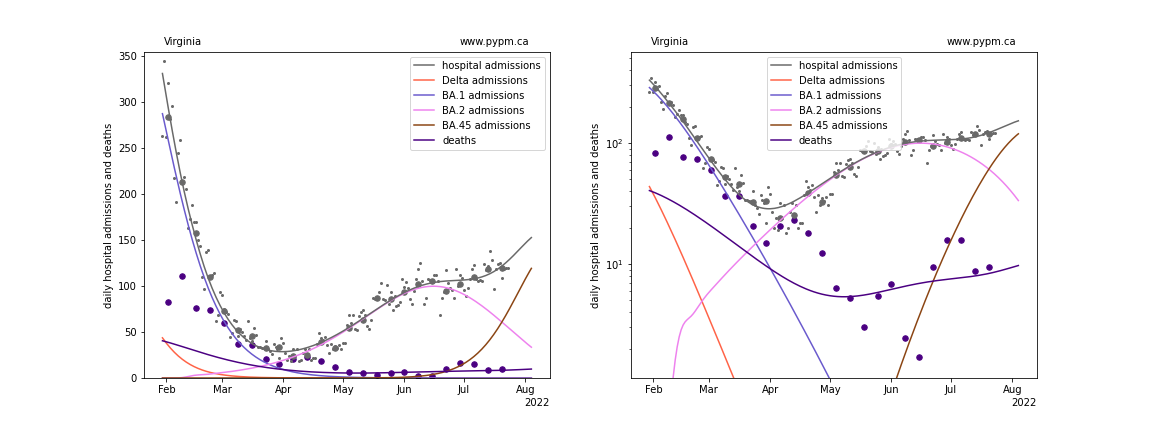 Virginia
www.pypm.ca
daily hospital admissions and deaths
350
300
250
200
150
100
50
0
hospital admissions
Delta admissions
BA.1 admissions
BA.2 admissions
BA.45 admissions
deaths
Feb Mar Apr May Jun Jul Aug
2022
Virginia
www.pypm.ca
daily hospital admissions and deaths
10²
10¹
hospital admissions
Delta admissions
BA.1 admissions
BA.2 admissions
BA.45 admissions
deaths
Feb Mar Apr May Jun Jul Aug
2022